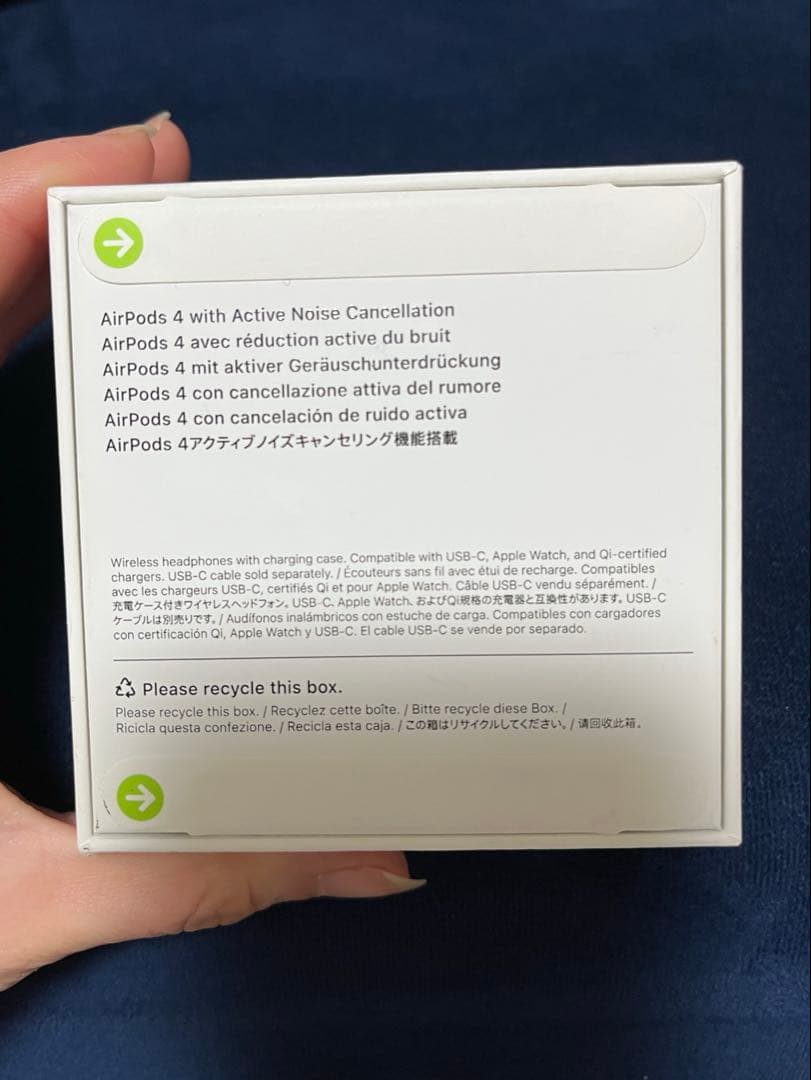 AirPods 4 with Active Noise Cancellation
AirPods 4 avec réduction active du bruit
AirPods 4 mit aktiver Geräuschunterdrückung
AirPods 4 con cancellazione attiva del rumore
AirPods 4 con cancelación de ruido activa
AirPods 4アクティブノイズキャンセリング機能搭載
Wireless headphones with charging case. Compatible with USB-C, Apple Watch, and Qi-certified
chargers. USB-C cable sold separately. / Écouteurs sans fil avec étui de recharge. Compatibles
avec les chargeurs USB-C, certifiés Qi et pour Apple Watch. Câble USB-C vendu séparément. /
充電ケース付きワイヤレスヘッドフォン。USB-C、Apple Watch、およびQi規格の充電器と互換性があります。USB-C
ケーブルは別売りです。/ Audífonos inalámbricos con estuche de carga. Compatibles con cargadores
con certificación Qi, Apple Watch y USB-C. El cable USB-C se vende por separado.
Please recycle this box.
Please recycle this box. / Recyclez cette boîte. / Bitte recycle diese Box. /
Ricicla questa confezione. / Recicla esta caja. / この箱はリサイクルしてください。/ 请回收此箱。